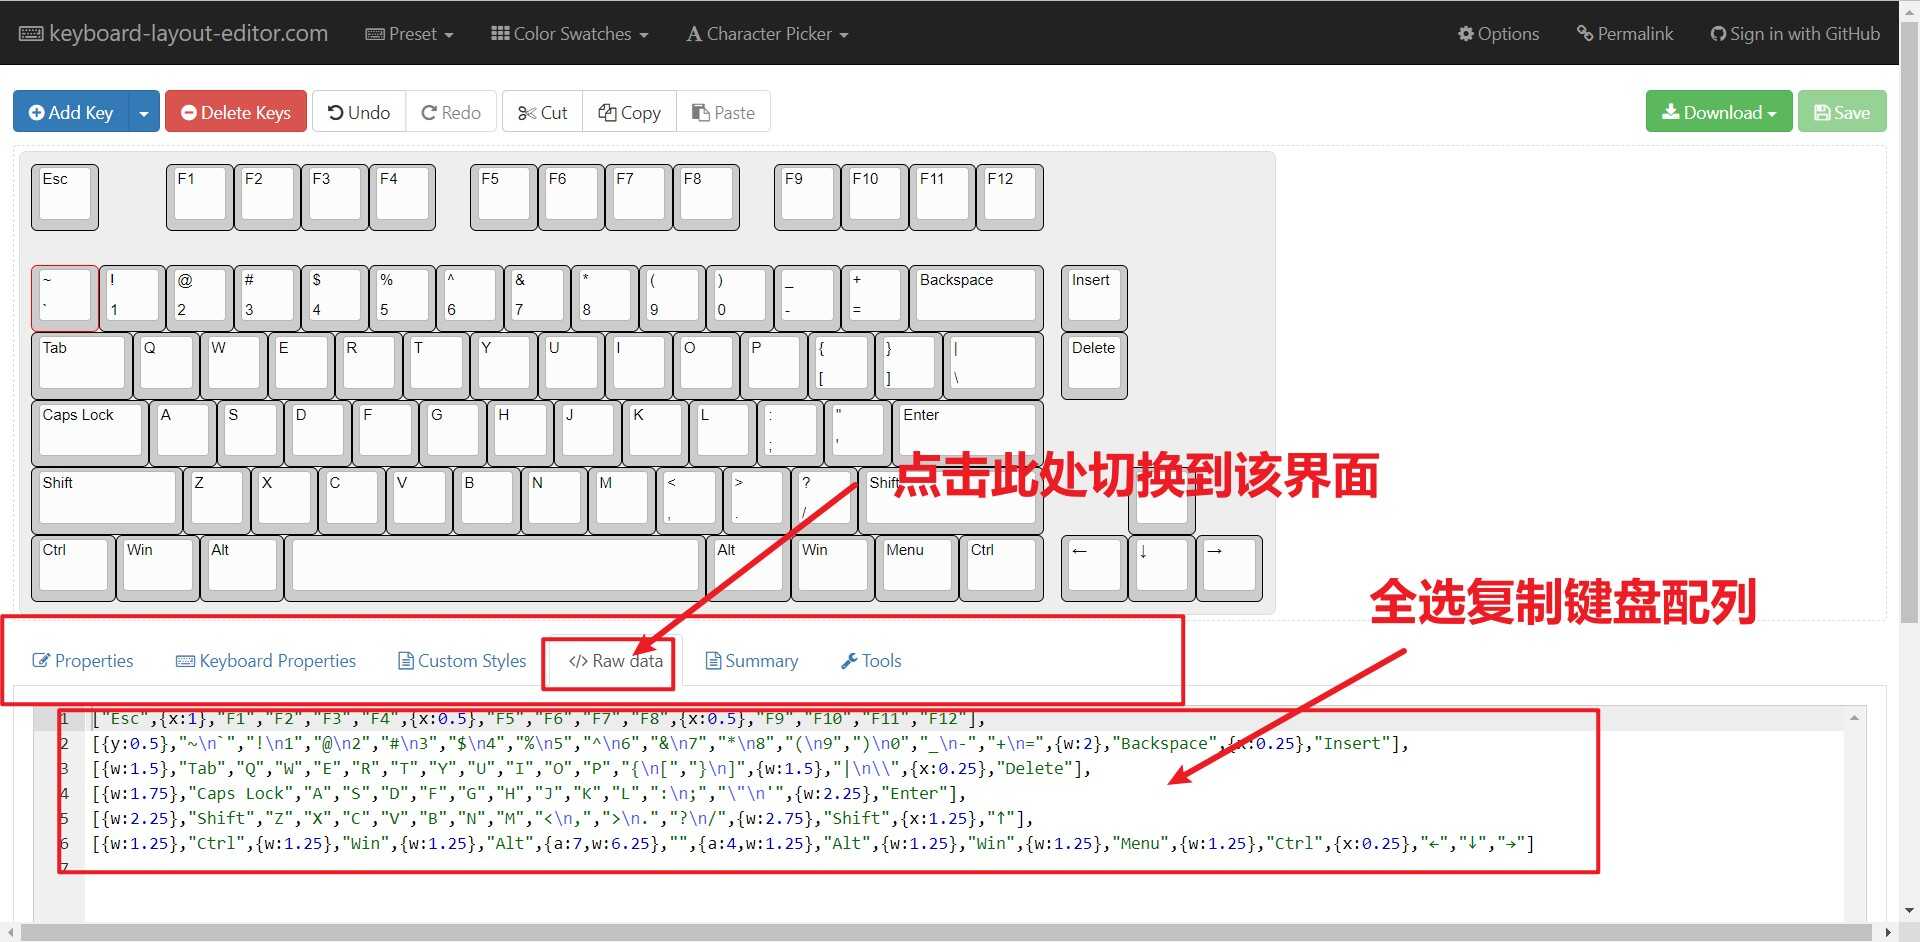 keyboard-layout-editor.com Preset Color Swatches Character Picker Options Permalink Sign in with GitHub
Add Key Delete Keys Undo Redo Cut Copy Paste Download Save
Esc F1 F2 F3 F4 F5 F6 F7 F8 F9 F10 F11 F12
~ ! @ # $ % ^ & * ( ) _ + Backspace Insert
` 1 2 3 4 5 6 7 8 9 0 - =
Tab Q W E R T Y U I O P { } | Delete
[ ] \
Caps Lock A S D F G H J K L : " Enter
; '
点击此处切换到该界面
Shift Z X C V B N M < > ? Shift
, . /
Ctrl Win Alt Alt Win Menu Ctrl ← ↓ →
全选复制键盘配列
Properties Keyboard Properties Custom Styles </> Raw data Summary Tools
1 ["Esc",{x:1},"F1","F2","F3","F4",{x:0.5},"F5","F6","F7","F8",{x:0.5},"F9","F10","F11","F12"],
2 [{y:0.5},"~\n`","!\n1","@\n2","#\n3","$\n4","%\n5","^\n6","&\n7","*\n8","(\n9",")\n0","_\n-","+\n=",{w:2},"Backspace",{x:0.25},"Insert"],
3 [{w:1.5},"Tab","Q","W","E","R","T","Y","U","I","O","P","{\n[","}\n]",{w:1.5},"|\n\\",{x:0.25},"Delete"],
4 [{w:1.75},"Caps Lock","A","S","D","F","G","H","J","K","L",":\n;","\"\n'",{w:2.25},"Enter"],
5 [{w:2.25},"Shift","Z","X","C","V","B","N","M","<\n,",">\n.","?\n/",{w:2.75},"Shift",{x:1.25},"↑"],
6 [{w:1.25},"Ctrl",{w:1.25},"Win",{w:1.25},"Alt",{a:7,w:6.25},"",{a:4,w:1.25},"Alt",{w:1.25},"Win",{w:1.25},"Menu",{w:1.25},"Ctrl",{x:0.25},"←","↓","→"]
7